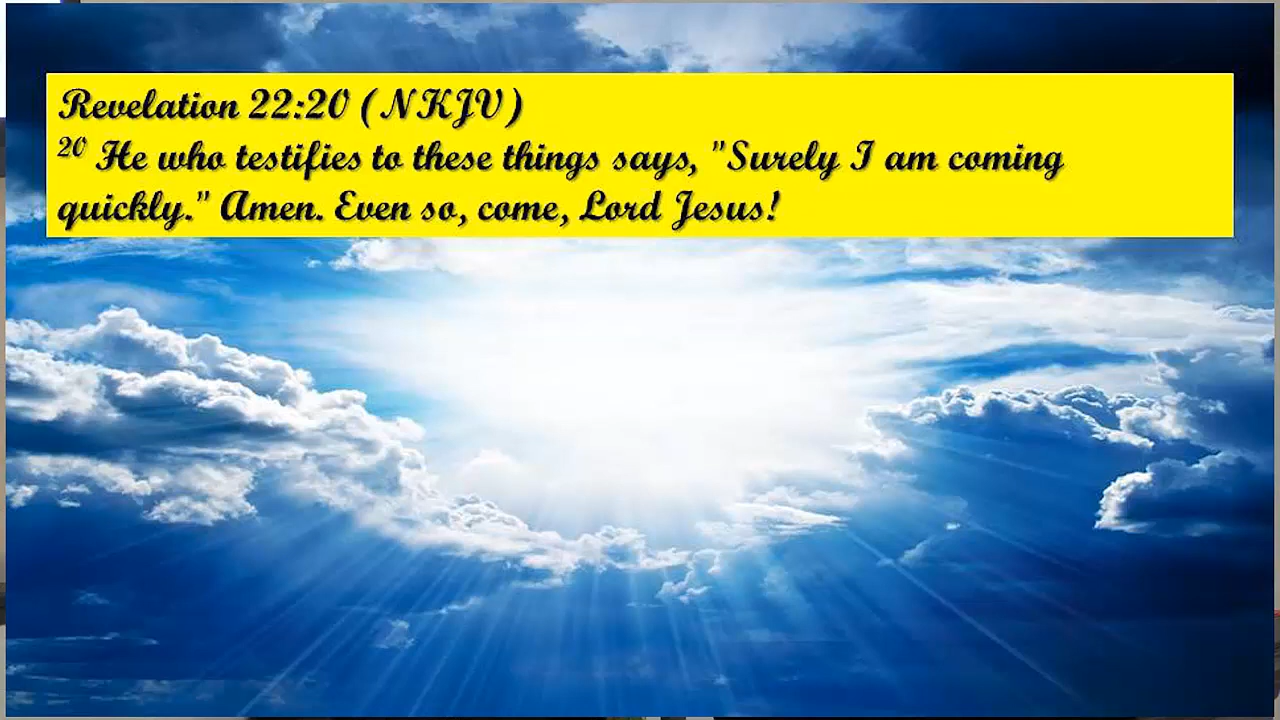 Revelation 22:20 (NKJV)
20 He who testifies to these things says, "Surely I am coming
quickly." Amen. Even so, come, Lord Jesus!